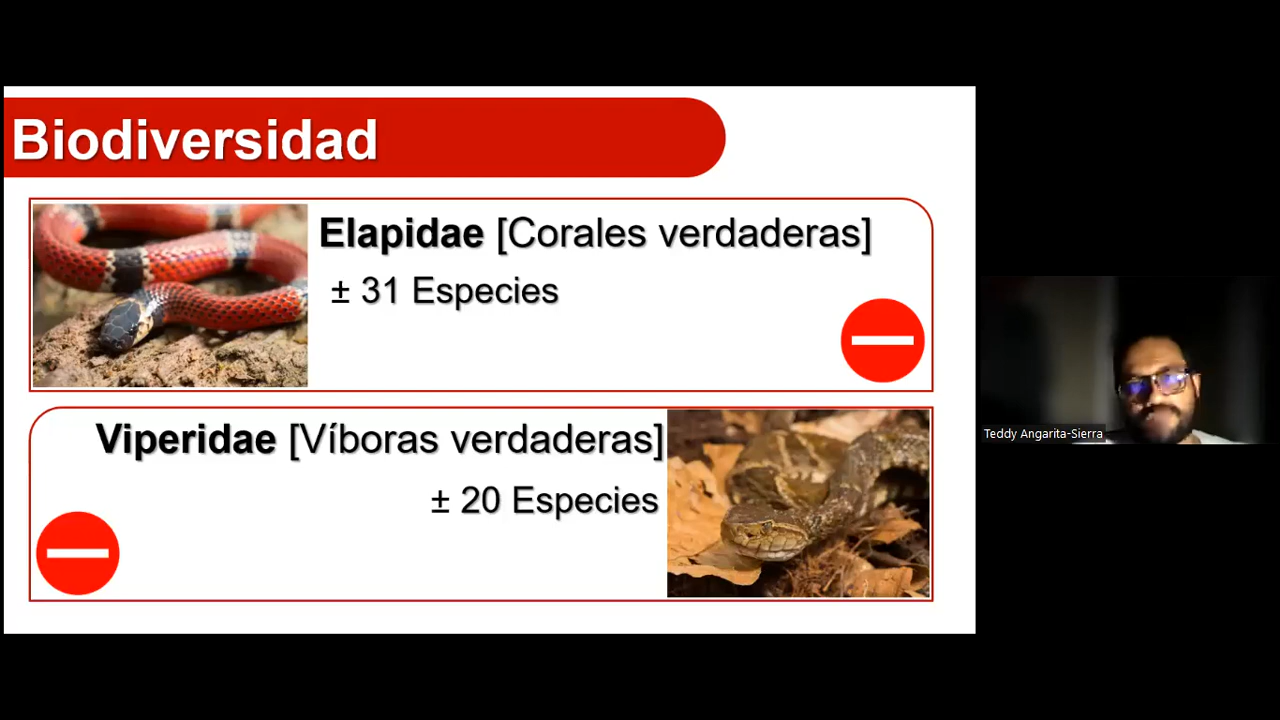 Biodiversidad
Elapidae [Corales verdaderas]
± 31 Especies
Viperidae [Víboras verdaderas]
± 20 Especies
Teddy Angarita-Sierra